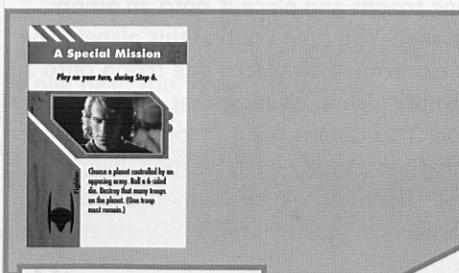 A Special Mission
Play on your turn, during Step 6.
Choose a planet controlled by an
opposing army. Roll a 6-sided
die. Destroy that many troops
on the planet. (One troop
must remain.)
Fighter